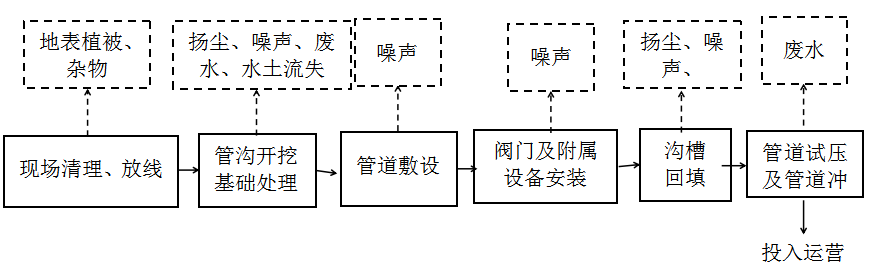 地表植被、
杂物
扬尘、噪声、废
水、水土流失
噪声
噪声
扬尘、噪
声、
废水
现场清理、放线
管沟开挖
基础处理
管道敷设
阀门及附属
设备安装
沟槽
回填
管道试压
及管道冲
投入运营